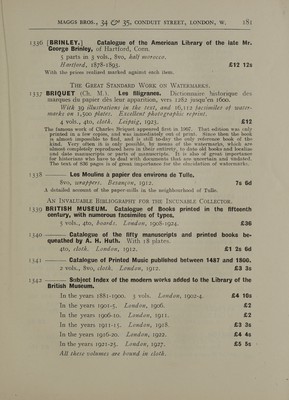 MAGGS BROS., 34 & 35, CONDUIT STREET, LONDON, W. 181
1336 [BRINLEY.] Catalogue of the American Library of the late Mr. George Brinley, of Hartford, Conn.
5 parts in 3 vols., 8vo, half morocco.
Hartford, 1878-1893. £12 12s
With the prices realised marked against each item.
THE GREAT STANDARD WORK ON WATERMARKS.
1337 BRIQUET (Ch. M.). Les filigranes. Dictionnaire historique des
marques du papier dès leur apparition, vers 1282 jusqu'en 1600.
With 39 illustrations in the text, and 16,112 facsimiles of water-
marks on 1,500 plates. Excellent photographic reprint.
4 vols., 4to, cloth. Leipzig, 1923. £12
The famous work of Charles Briquet appeared first in 1907. That edition was only
printed in a few copies, and was immediately out of print. Since then the book
is almost impossible to find, and is still to-day the only reference book of the
kind. Very often it is only possible, by means of the watermarks, which are
almost completely reproduced here in their entirety, to date old books and localise
and date manuscripts or parts of manuscripts. It is also of great importance
for historians who have to deal with documents that are uncertain and undated.
The text of 836 pages is of great importance for the elucidation of watermarks.
1338 ——— Les Moulins à papier des environs de Tulle.
8vo, wrappers. Besançon, 1912. 7s 6d
A detailed account of the paper-mills in the neighbourhood of Tulle.
AN INVALUABLE BIBLIOGRAPHY FOR THE INCUNABLE COLLECTOR.
1339 BRITISH MUSEUM. Catalogue of Books printed in the fifteenth
century, with numerous facsimiles of types.
5 vols., 4to, boards. London, 1908-1924. £36
1340 ——— Catalogue of the fifty manuscripts and printed books be-
queathed by A. H. Huth. With 18 plates.
4to, cloth. London, 1912. £1 2s 6d
1341 ——— Catalogue of Printed Music published between 1487 and 1800.
2 vols., 8vo, cloth. London, 1912. £3 3s
1342 ——— Subject Index of the modern works added to the Library of the
British Museum.
In the years 1881-1900. 3 vols. London, 1902-4. £4 10s
In the years 1901-5. London, 1906. £2
In the years 1906-10. London, 1911. £2
In the years 1911-15. London, 1918. £3 3s
In the years 1916-20. London, 1922. £4 4s
In the years 1921-25. London, 1927. £5 5s
All these volumes are bound in cloth.